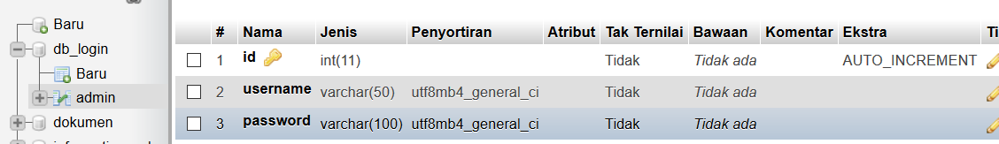 Baru
db_login
Baru
admin
dokumen
# Nama Jenis Penyortiran Atribut Tak Ternilai Bawaan Komentar Ekstra
1 id int(11) Tidak Tidak ada AUTO_INCREMENT
2 username varchar(50) utf8mb4_general_ci Tidak Tidak ada
3 password varchar(100) utf8mb4_general_ci Tidak Tidak ada